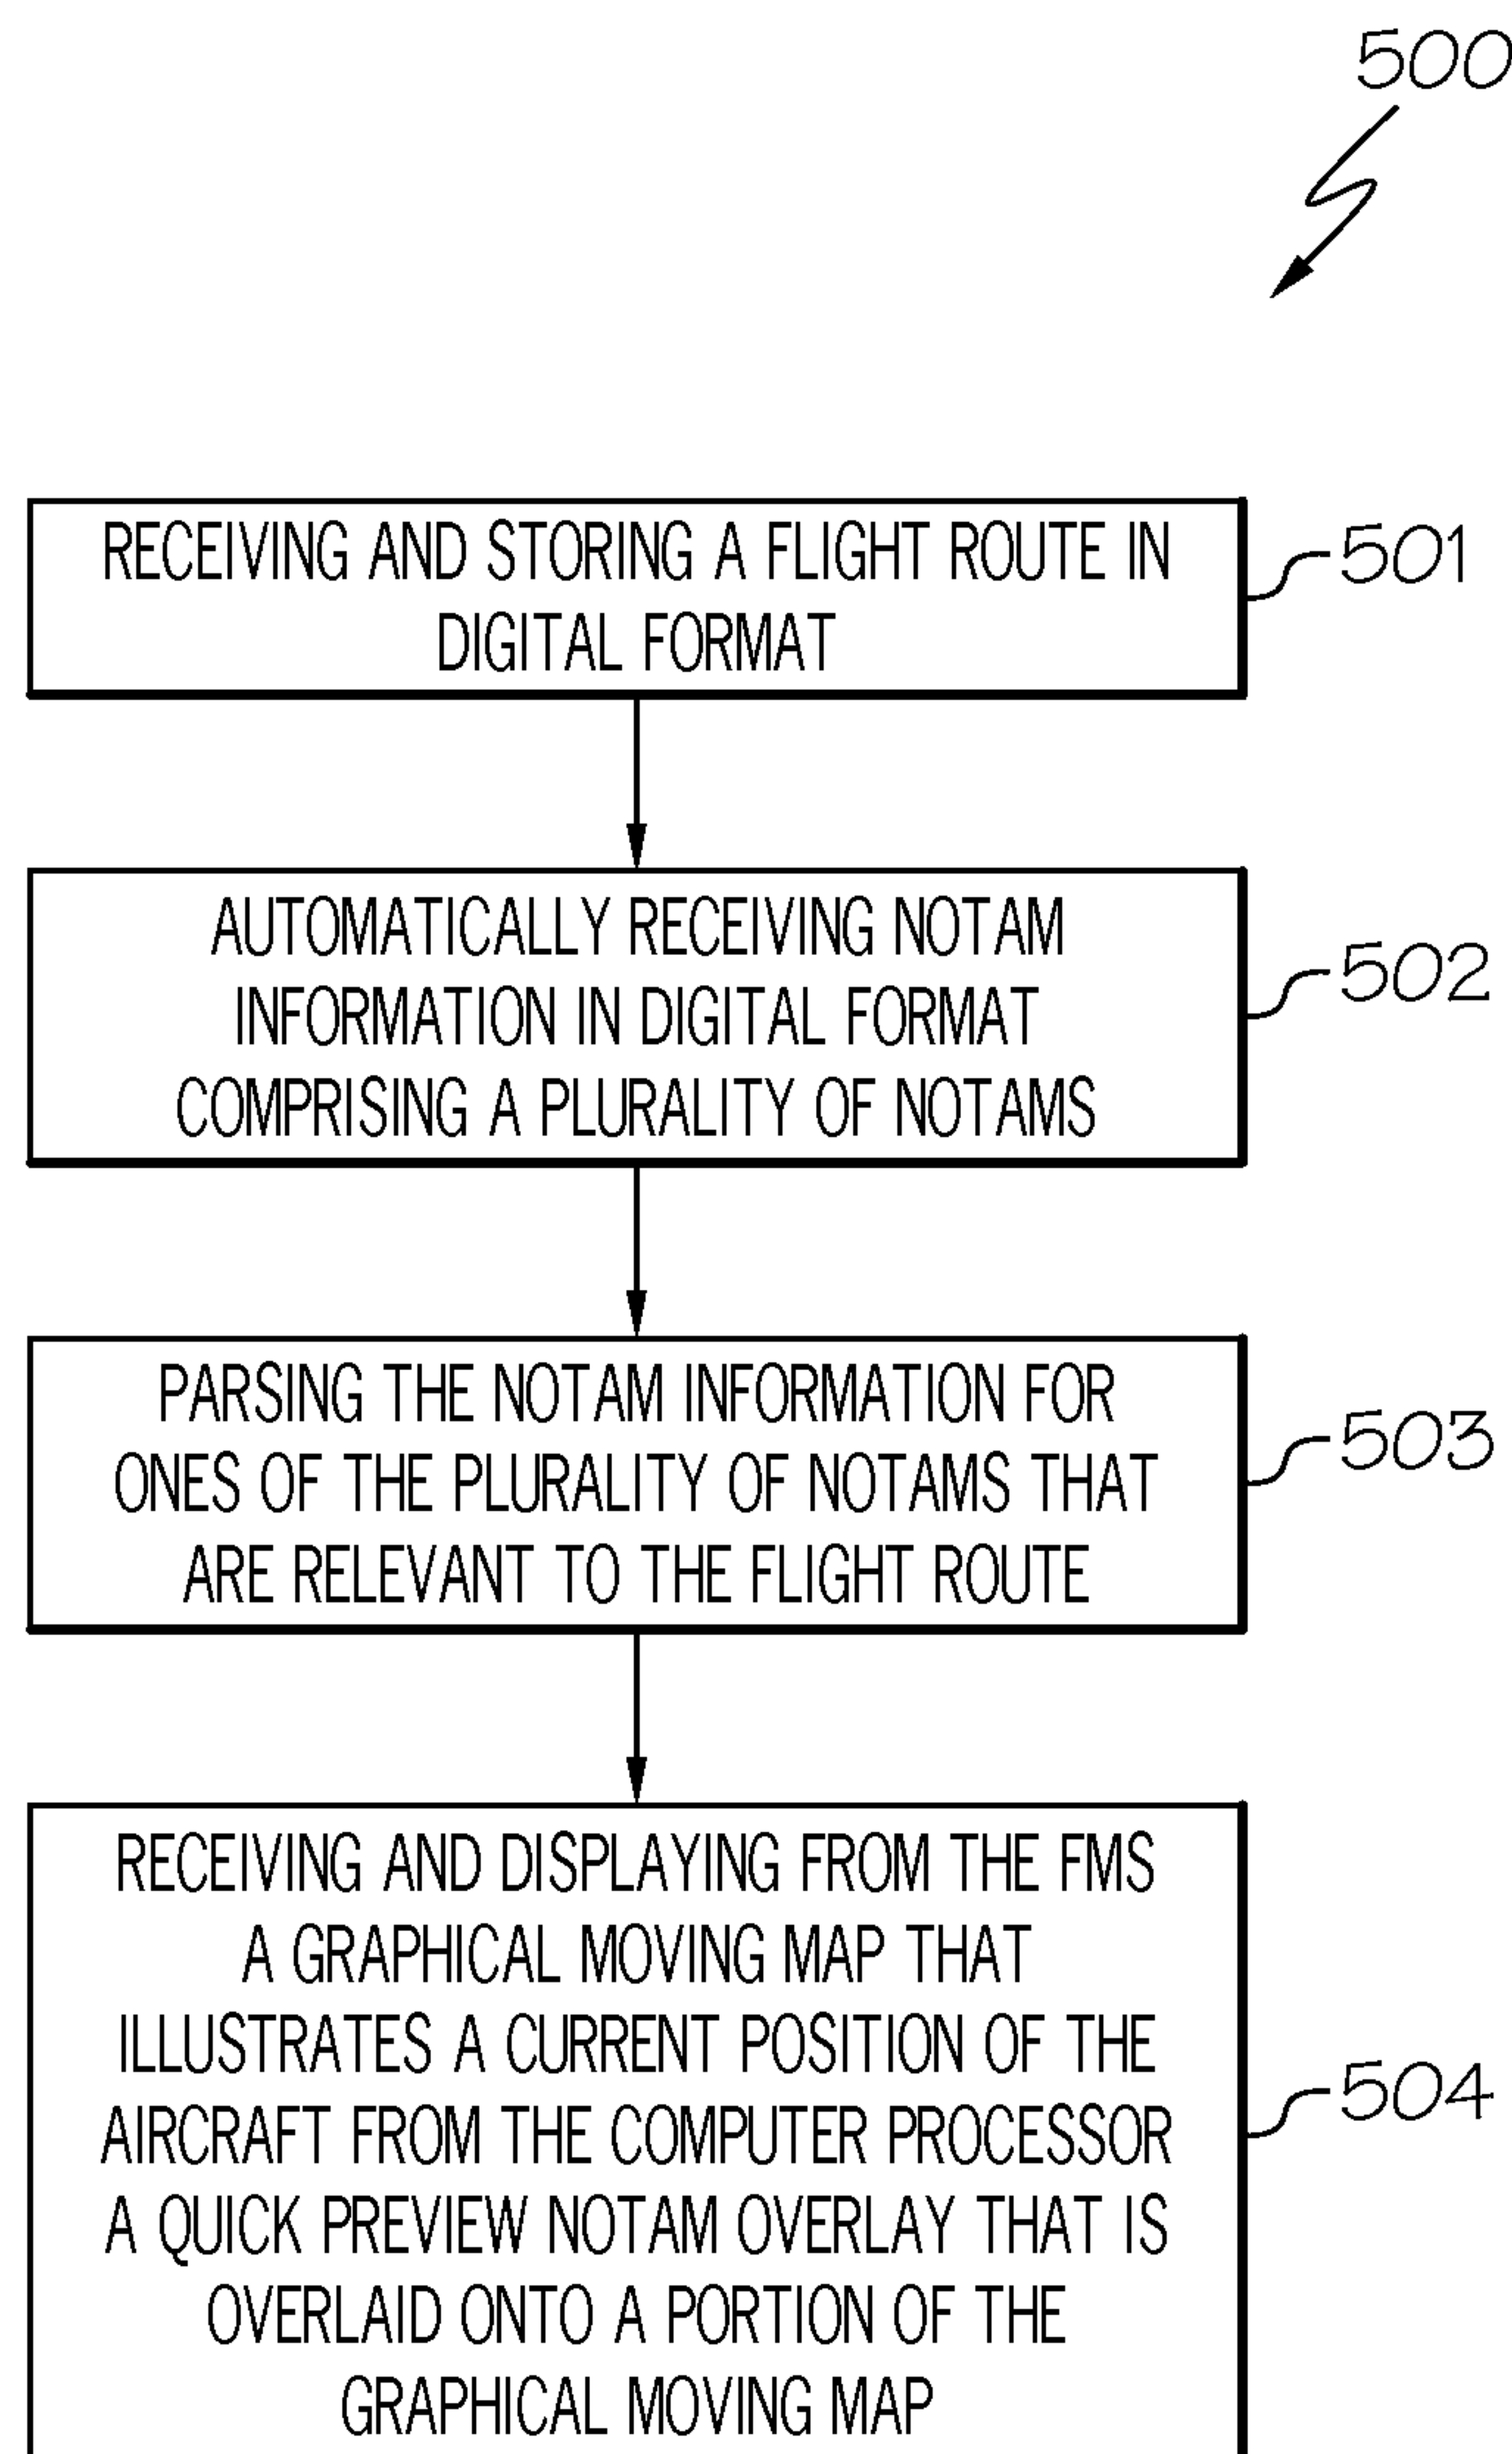 500
RECEIVING AND STORING A FLIGHT ROUTE IN
DIGITAL FORMAT
501
AUTOMATICALLY RECEIVING NOTAM
INFORMATION IN DIGITAL FORMAT
COMPRISING A PLURALITY OF NOTAMS
502
PARSING THE NOTAM INFORMATION FOR
ONES OF THE PLURALITY OF NOTAMS THAT
ARE RELEVANT TO THE FLIGHT ROUTE
503
RECEIVING AND DISPLAYING FROM THE FMS
A GRAPHICAL MOVING MAP THAT
ILLUSTRATES A CURRENT POSITION OF THE
AIRCRAFT FROM THE COMPUTER PROCESSOR
A QUICK PREVIEW NOTAM OVERLAY THAT IS
OVERLAID ONTO A PORTION OF THE
GRAPHICAL MOVING MAP
504